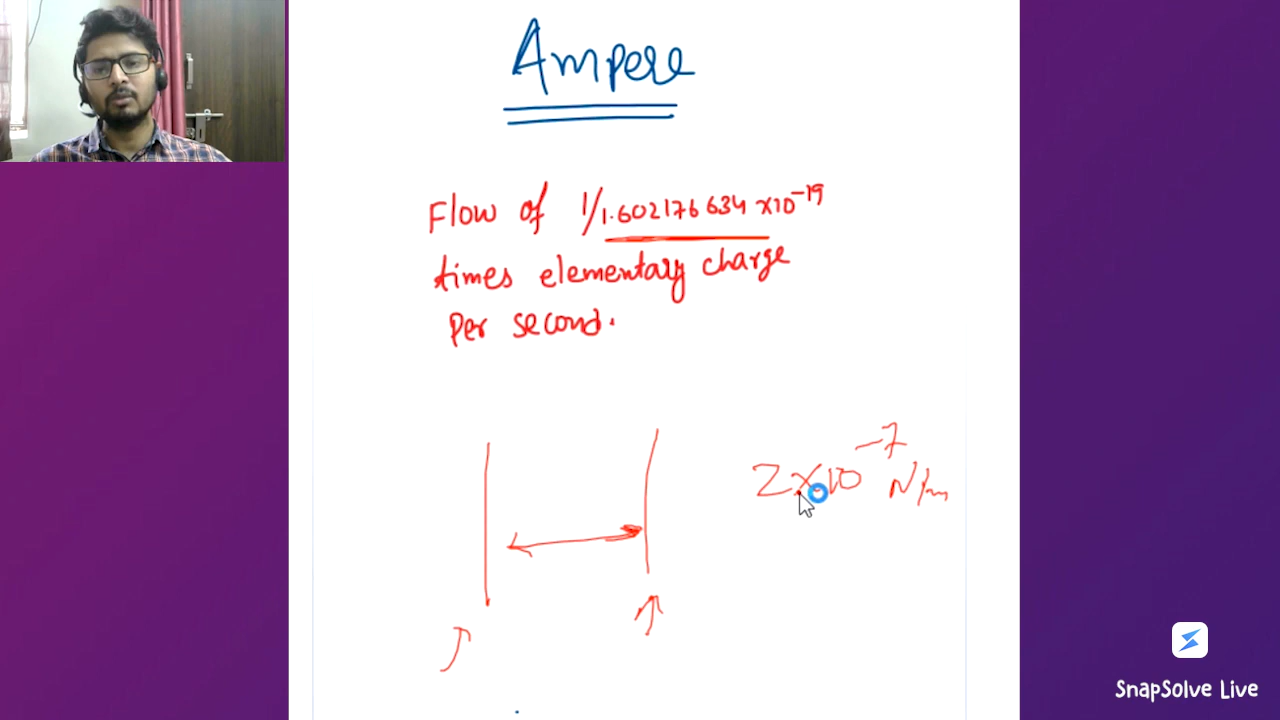 Ampere
Flow of 1/1.602176634 x10⁻¹⁹
times elementary charge
Per second.
2x10⁻⁷ N/m
SnapSolve Live